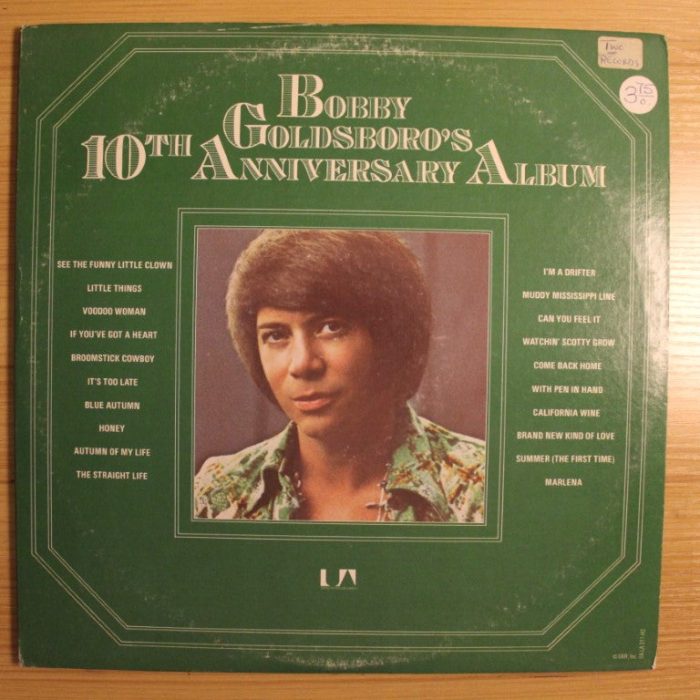 TWC
RECORDS
3 75
0
BOBBY
GOLDSBORO'S
10TH ANNIVERSARY ALBUM
SEE THE FUNNY LITTLE CLOWN
LITTLE THINGS
VOODOO WOMAN
IF YOU'VE GOT A HEART
BROOMSTICK COWBOY
IT'S TOO LATE
BLUE AUTUMN
HONEY
AUTUMN OF MY LIFE
THE STRAIGHT LIFE
I'M A DRIFTER
MUDDY MISSISSIPPI LINE
CAN YOU FEEL IT
WATCHIN' SCOTTY GROW
COME BACK HOME
WITH PEN IN HAND
CALIFORNIA WINE
BRAND NEW KIND OF LOVE
SUMMER (THE FIRST TIME)
MARLENA
UA